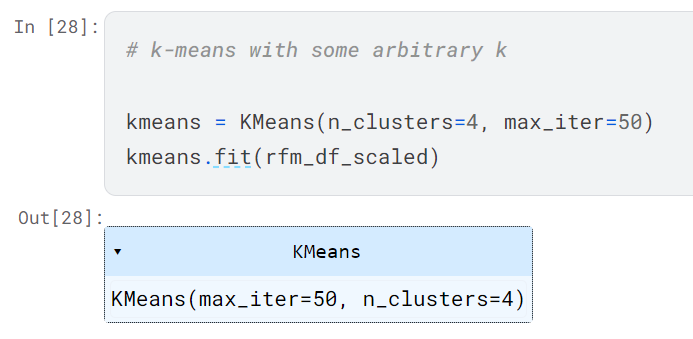 In [28]:
# k-means with some arbitrary k
kmeans = KMeans(n_clusters=4, max_iter=50)
kmeans.fit(rfm_df_scaled)
Out[28]:
▾ KMeans
KMeans(max_iter=50, n_clusters=4)